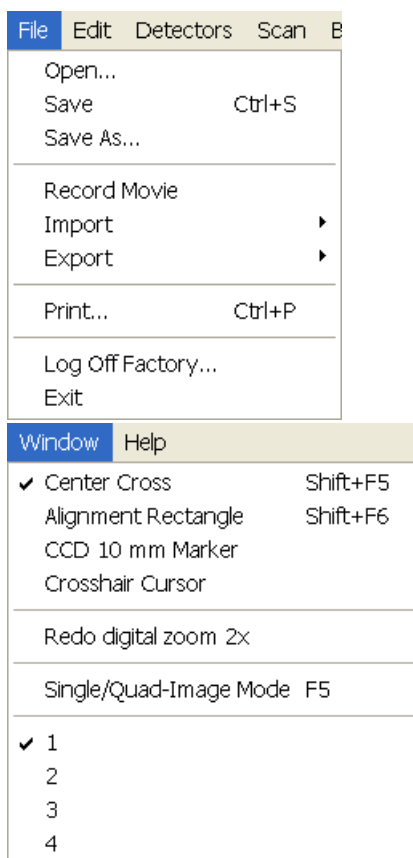 File Edit Detectors Scan B
Open...
Save Ctrl+S
Save As...
Record Movie
Import
Export
Print... Ctrl+P
Log Off Factory...
Exit
Window Help
Center Cross Shift+F5
Alignment Rectangle Shift+F6
CCD 10 mm Marker
Crosshair Cursor
Redo digital zoom 2x
Single/Quad-Image Mode F5
1
2
3
4